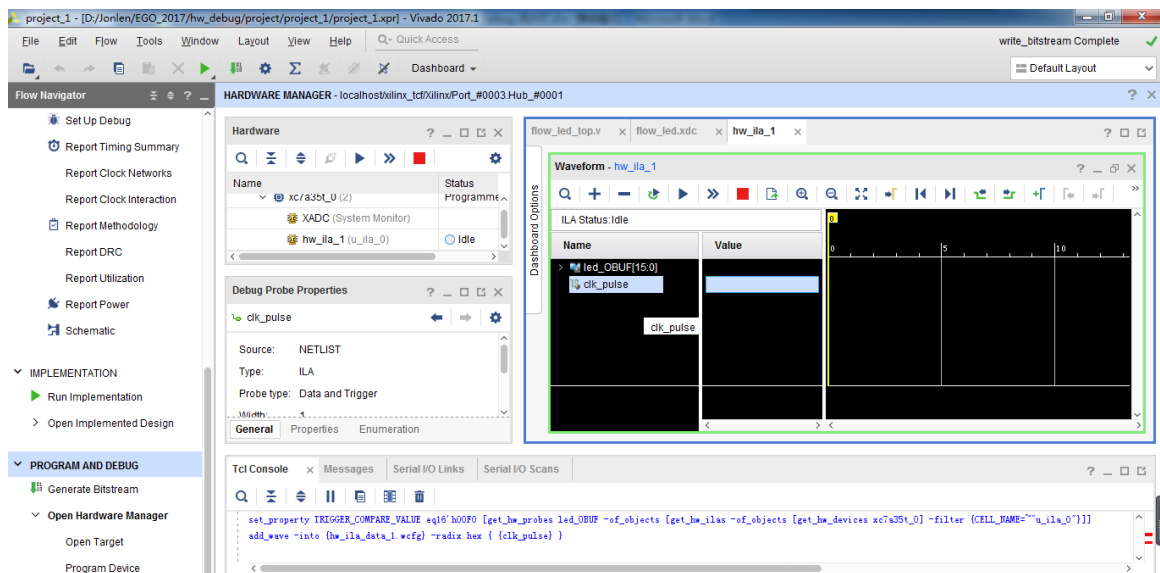 project_1 - [D:/Jonlen/EGO_2017/hw_debug/project/project_1/project_1.xpr] - Vivado 2017.1
File Edit Flow Tools Window Layout View Help Quick Access
write_bitstream Complete
Dashboard
Default Layout
Flow Navigator
HARDWARE MANAGER - localhost/xilinx_tcf/Xilinx/Port_#0003.Hub_#0001
Set Up Debug
Report Timing Summary
Report Clock Networks
Report Clock Interaction
Report Methodology
Report DRC
Report Utilization
Report Power
Schematic
IMPLEMENTATION
Run Implementation
Open Implemented Design
PROGRAM AND DEBUG
Generate Bitstream
Open Hardware Manager
Open Target
Program Device
Hardware
Name Status
xc7a35t_0 (2) Programme
XADC (System Monitor)
hw_ila_1 (u_ila_0) Idle
Debug Probe Properties
clk_pulse
Source: NETLIST
Type: ILA
Probe type: Data and Trigger
Width: 1
General Properties Enumeration
flow_led_top.v flow_led.xdc hw_ila_1
Dashboard Options
Waveform - hw_ila_1
ILA Status:Idle
Name Value
led_OBUF[15:0]
clk_pulse
clk_pulse
0
0 5 10
Tcl Console Messages Serial I/O Links Serial I/O Scans
set_property TRIGGER_COMPARE_VALUE eq16'h00F0 [get_hw_probes led_OBUF -of_objects [get_hw_ilas -of_objects [get_hw_devices xc7a35t_0] -filter {CELL_NAME=~"u_ila_0"}]]
add_wave -into {hw_ila_data_1.wcfg} -radix hex { {clk_pulse} }